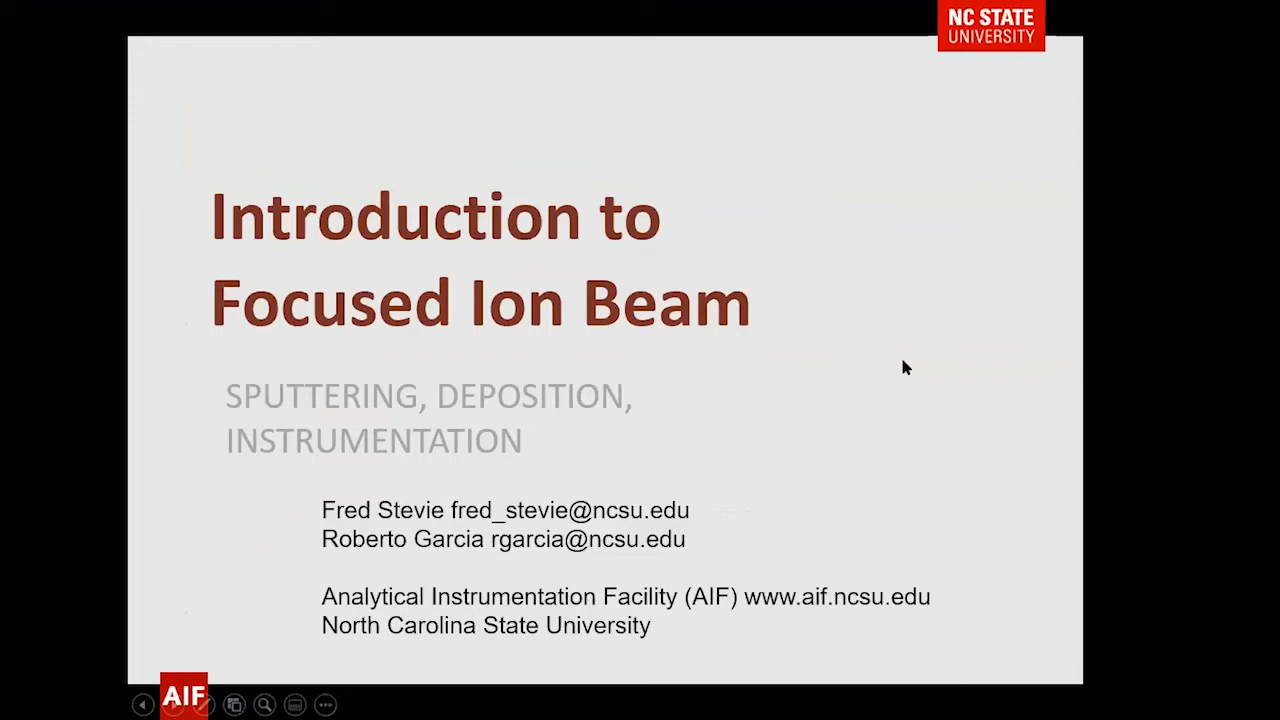 NC STATE
UNIVERSITY
Introduction to
Focused Ion Beam
SPUTTERING, DEPOSITION,
INSTRUMENTATION
Fred Stevie fred_stevie@ncsu.edu
Roberto Garcia rgarcia@ncsu.edu
Analytical Instrumentation Facility (AIF) www.aif.ncsu.edu
North Carolina State University
AIF